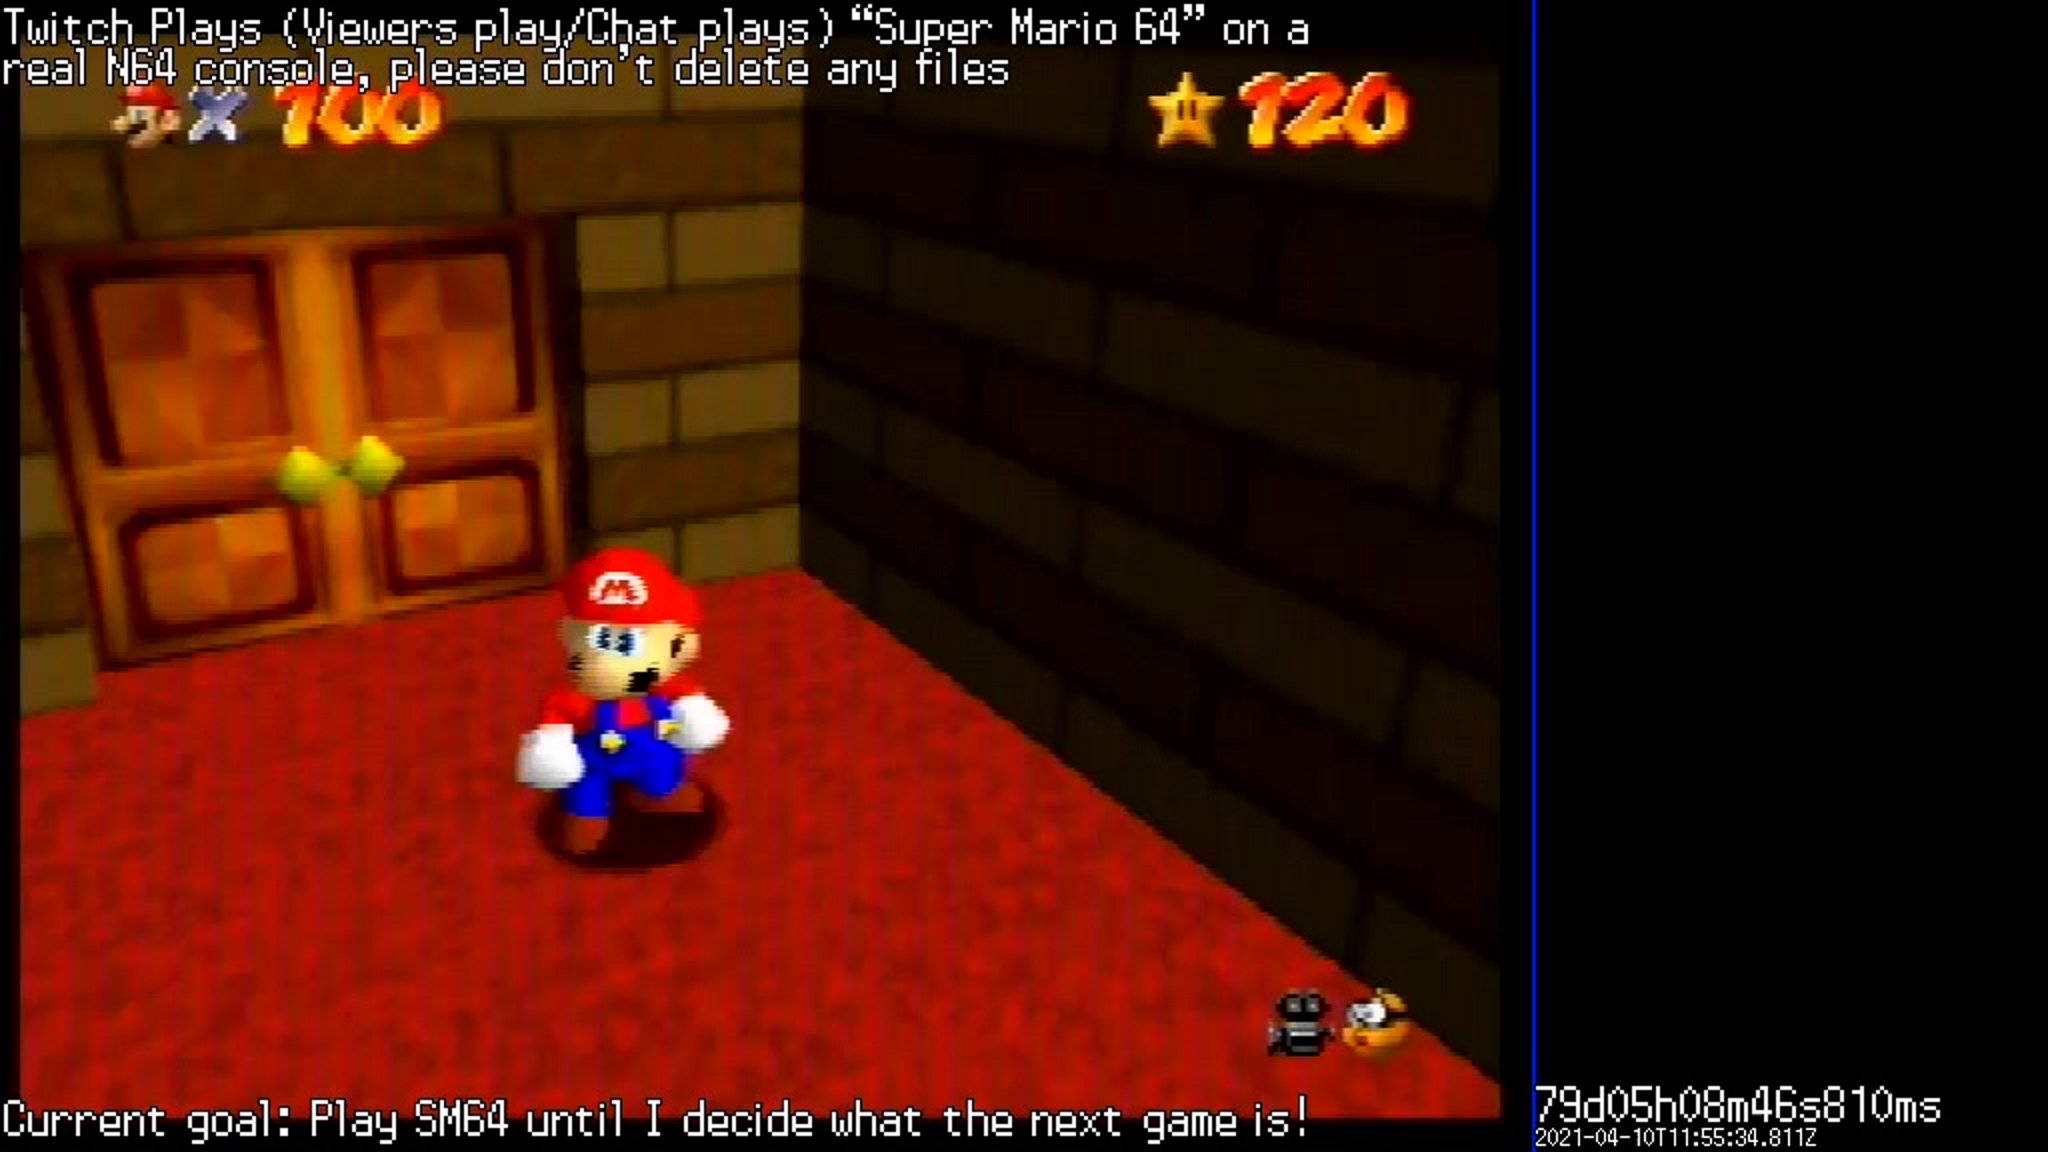 Twitch Plays (Viewers play/Chat plays) “Super Mario 64” on a
real N64 console, please don’t delete any files
100
120
M
Current goal: Play SM64 until I decide what the next game is!
79d05h08m46s810ms
2021-04-10T11:55:34.811Z